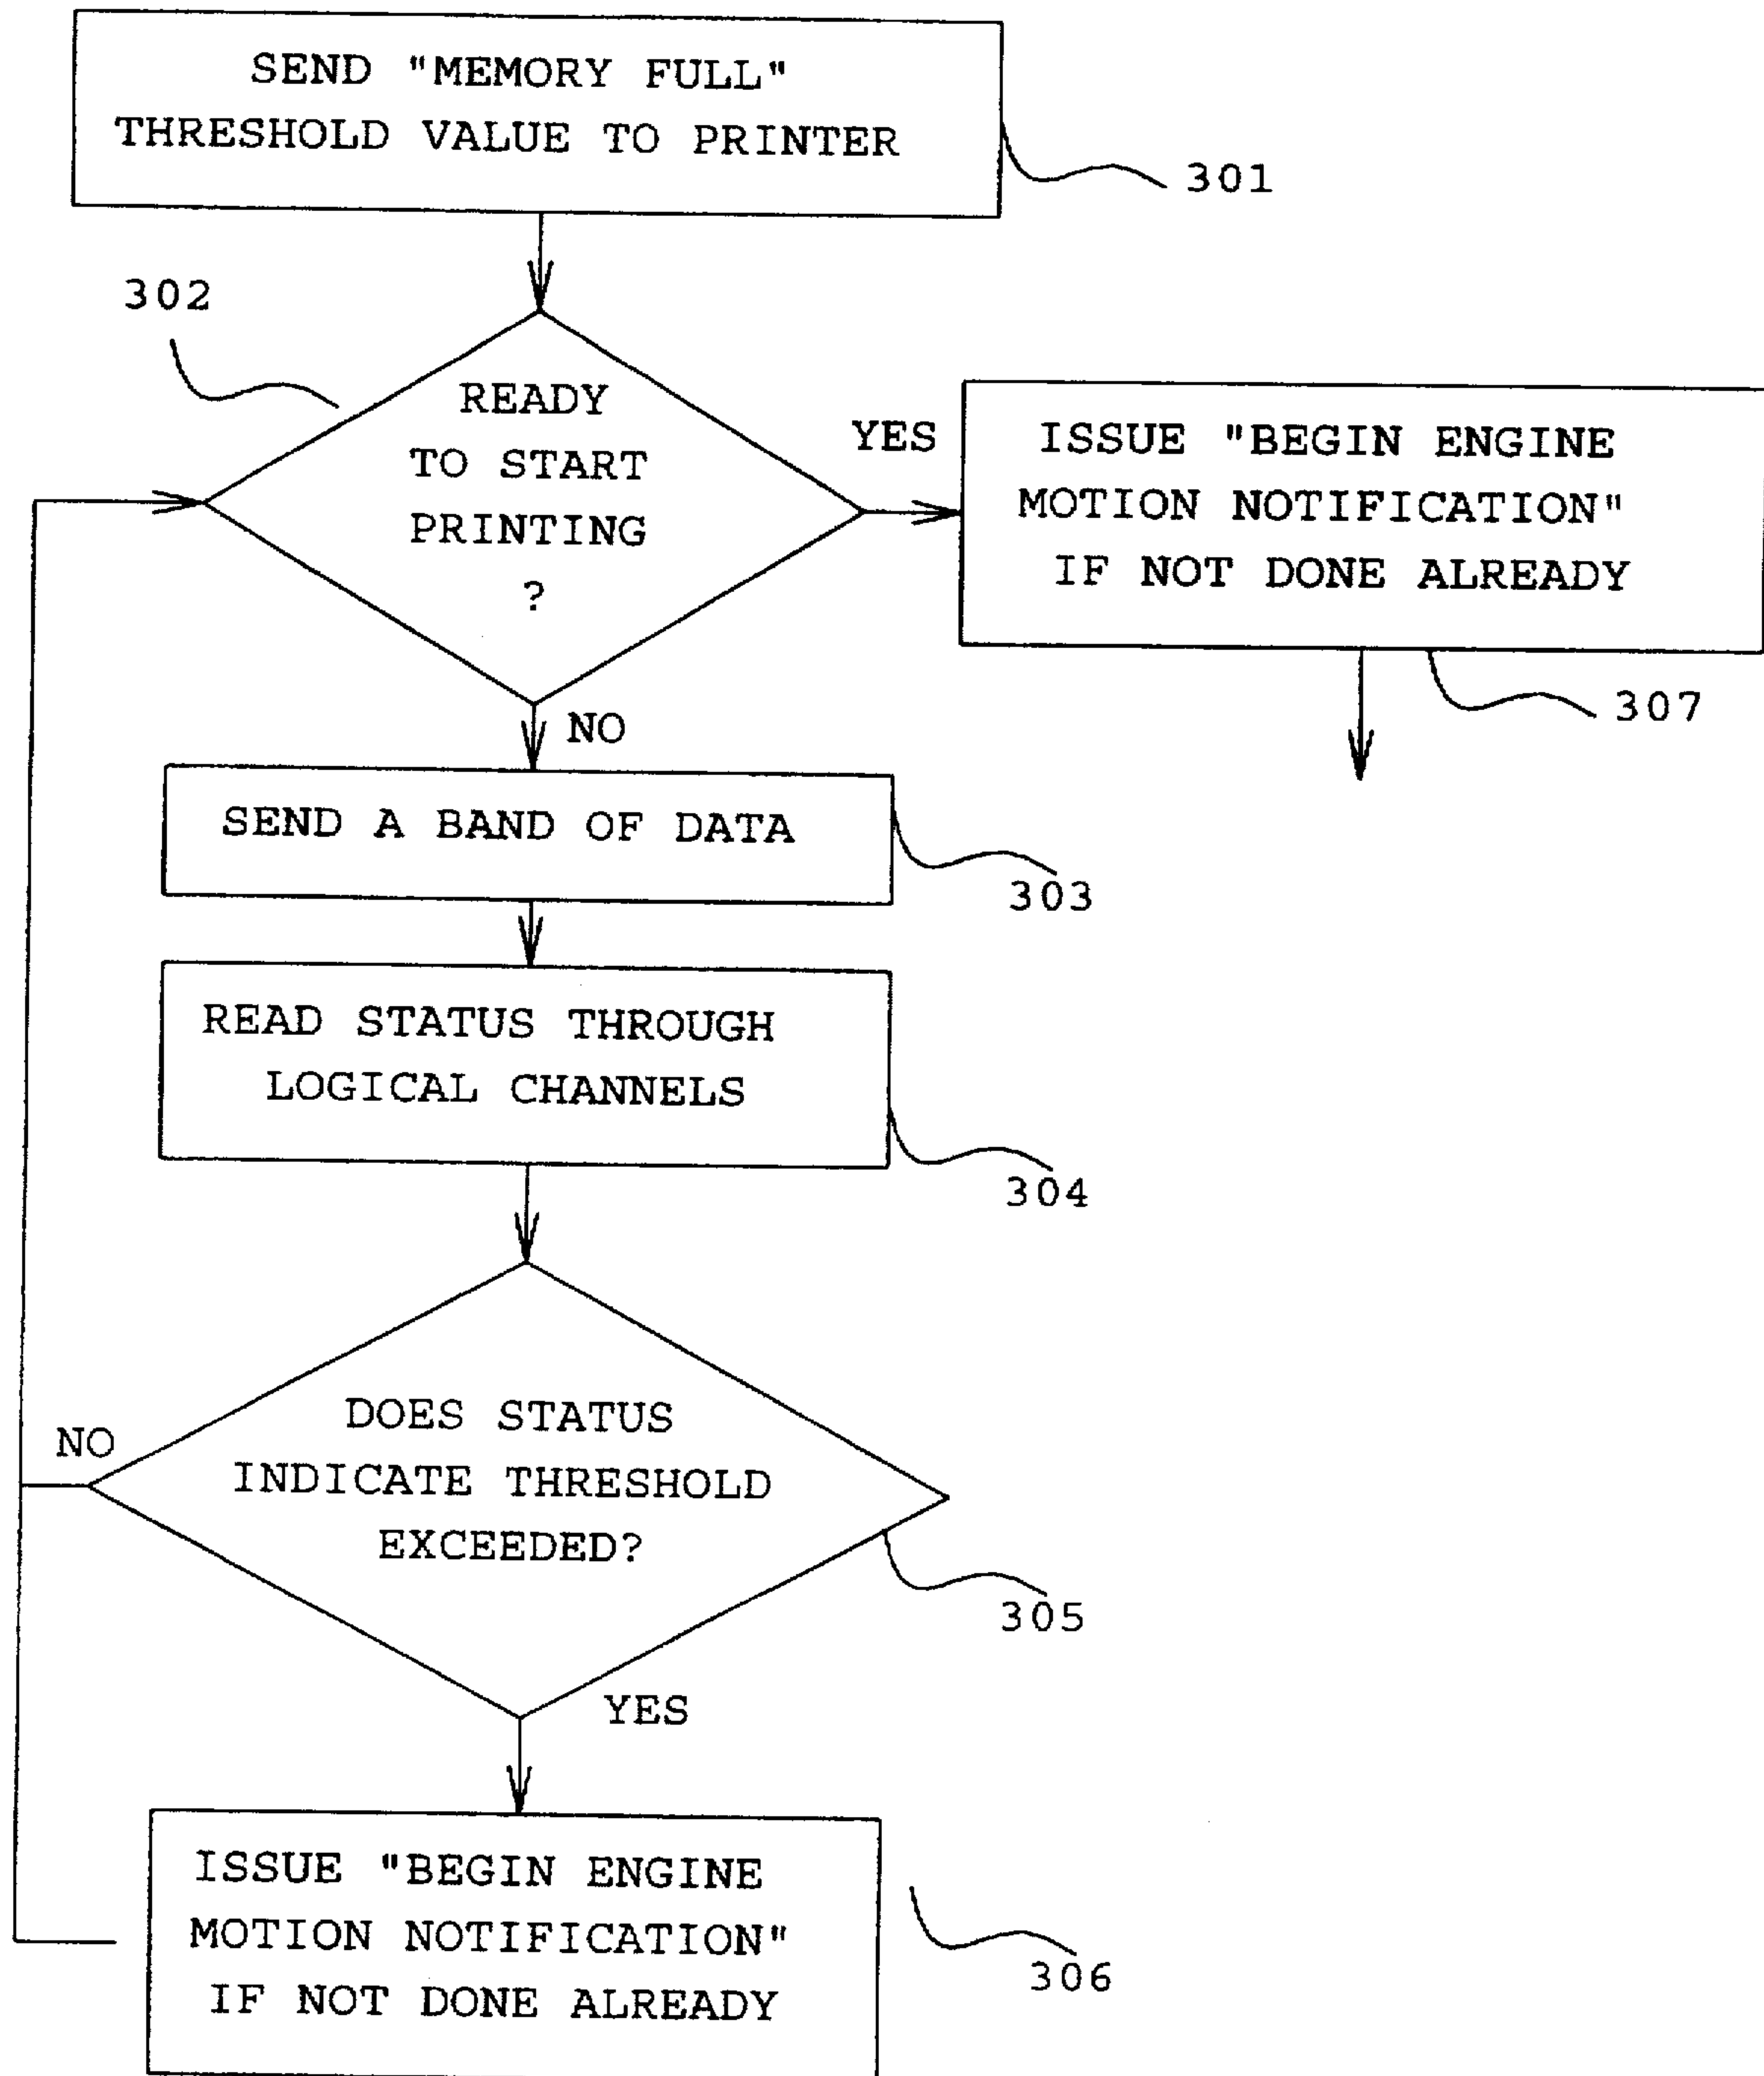 SEND "MEMORY FULL"
THRESHOLD VALUE TO PRINTER
301
302
READY
TO START
PRINTING
?
YES
ISSUE "BEGIN ENGINE
MOTION NOTIFICATION"
IF NOT DONE ALREADY
307
NO
SEND A BAND OF DATA
303
READ STATUS THROUGH
LOGICAL CHANNELS
304
DOES STATUS
INDICATE THRESHOLD
EXCEEDED?
NO
305
YES
ISSUE "BEGIN ENGINE
MOTION NOTIFICATION"
IF NOT DONE ALREADY
306